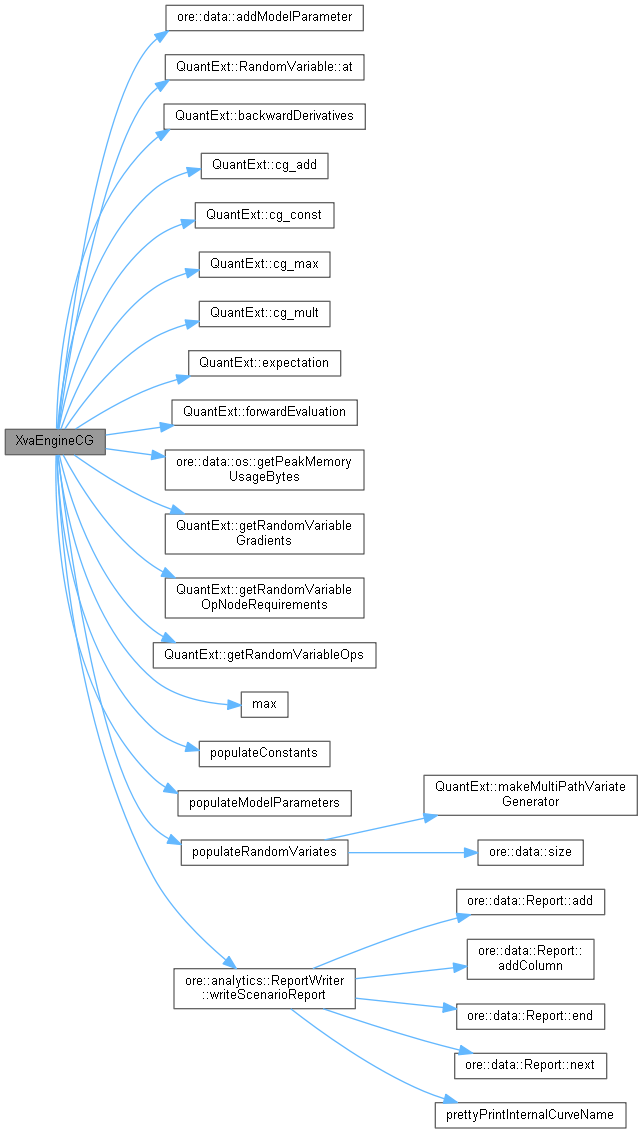 ore::data::addModelParameter
QuantExt::RandomVariable::at
QuantExt::backwardDerivatives
QuantExt::cg_add
QuantExt::cg_const
QuantExt::cg_max
QuantExt::cg_mult
QuantExt::expectation
QuantExt::forwardEvaluation
XvaEngineCG
ore::data::os::getPeakMemory
UsageBytes
QuantExt::getRandomVariable
Gradients
QuantExt::getRandomVariable
OpNodeRequirements
QuantExt::getRandomVariableOps
max
populateConstants
populateModelParameters
populateRandomVariates
QuantExt::makeMultiPathVariate
Generator
ore::data::size
ore::analytics::ReportWriter
::writeScenarioReport
ore::data::Report::add
ore::data::Report::
addColumn
ore::data::Report::end
ore::data::Report::next
prettyPrintInternalCurveName